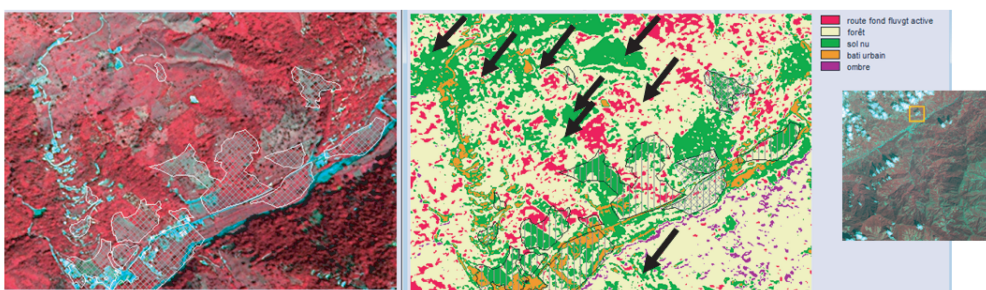 route fond fluvgt active
forêt
sol nu
bati urbain
ombre